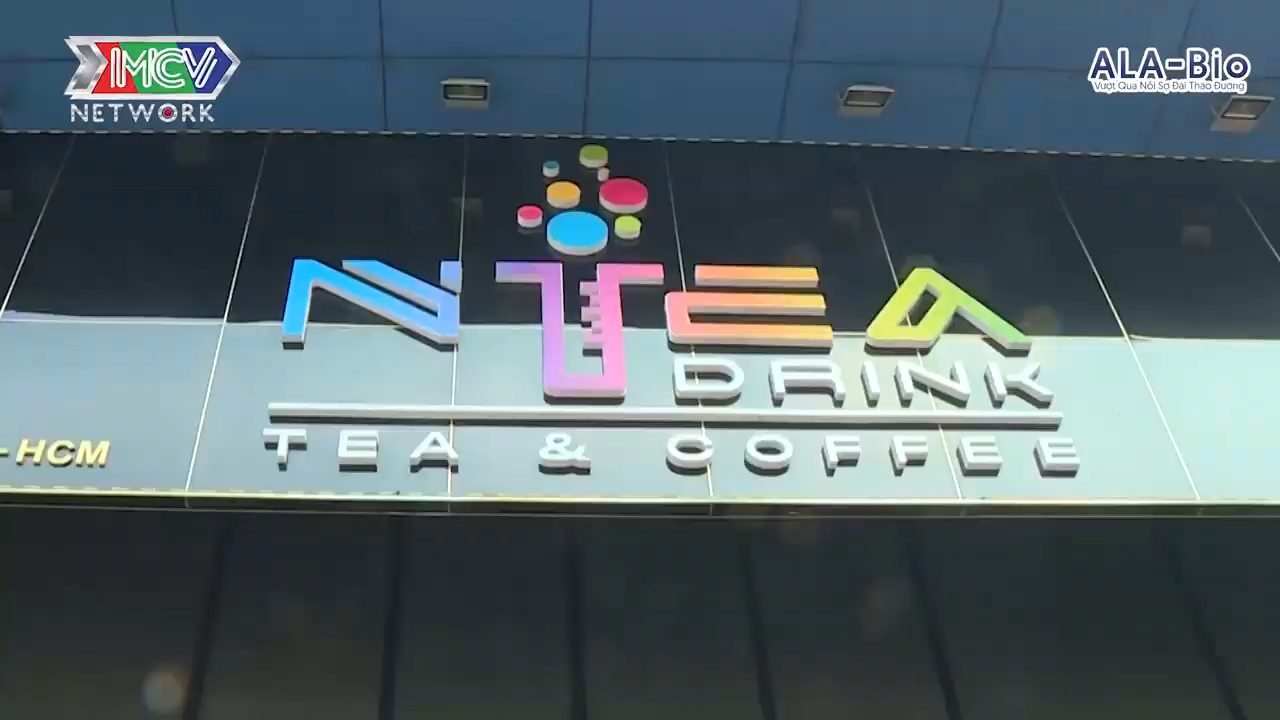 MCV
NETWORK
ALA-Bio
Vượt Qua Nỗi Sợ Đái Tháo Đường
NTEA
DRINK
TEA & COFFEE
-HCM